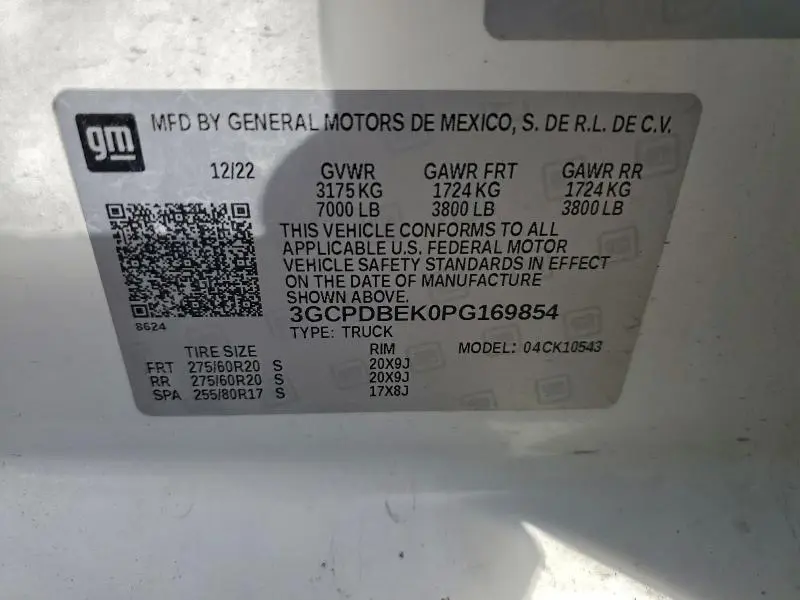 gm
MFD BY GENERAL MOTORS DE MEXICO, S. DE R.L. DE C.V.
12/22 GVWR GAWR FRT GAWR RR
3175 KG 1724 KG 1724 KG
7000 LB 3800 LB 3800 LB
THIS VEHICLE CONFORMS TO ALL
APPLICABLE U.S. FEDERAL MOTOR
VEHICLE SAFETY STANDARDS IN EFFECT
ON THE DATE OF MANUFACTURE
SHOWN ABOVE.
3GCPDBEK0PG169854
8624
TYPE: TRUCK
TIRE SIZE RIM MODEL: 04CK10543
FRT 275/60R20 S 20X9J
RR 275/60R20 S 20X9J
SPA 255/80R17 S 17X8J